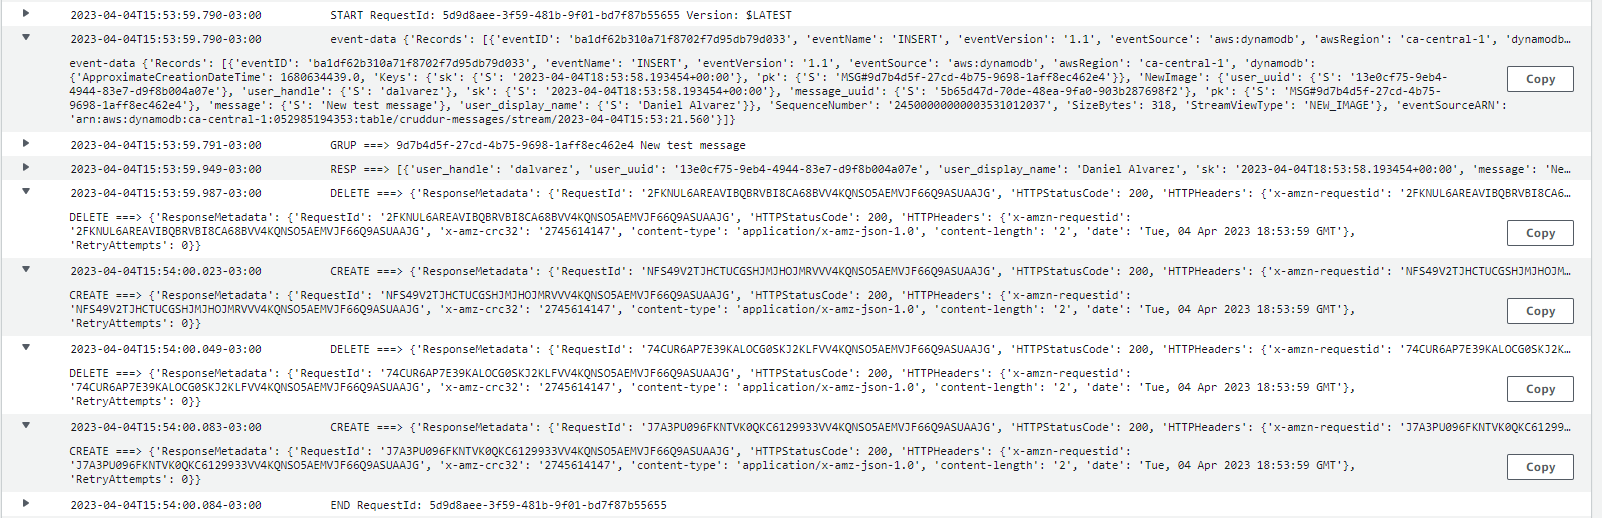 2023-04-04T15:53:59.790-03:00 START RequestId: 5d9d8aee-3f59-481b-9f01-bd7f87b55655 Version: $LATEST
2023-04-04T15:53:59.790-03:00 event-data {'Records': [{'eventID': 'ba1df62b310a71f8702f7d95db79d033', 'eventName': 'INSERT', 'eventVersion': '1.1', 'eventSource': 'aws:dynamodb', 'awsRegion': 'ca-central-1', 'dynamodb…
event-data {'Records': [{'eventID': 'ba1df62b310a71f8702f7d95db79d033', 'eventName': 'INSERT', 'eventVersion': '1.1', 'eventSource': 'aws:dynamodb', 'awsRegion': 'ca-central-1', 'dynamodb':
{'ApproximateCreationDateTime': 1680634439.0, 'Keys': {'sk': {'S': '2023-04-04T18:53:58.193454+00:00'}, 'pk': {'S': 'MSG#9d7b4d5f-27cd-4b75-9698-1aff8ec462e4'}}, 'NewImage': {'user_uuid': {'S': '13e0cf75-9eb4-
Copy
4944-83e7-d9f8b004a07e'}, 'user_handle': {'S': 'dalvarez'}, 'sk': {'S': '2023-04-04T18:53:58.193454+00:00'}, 'message_uuid': {'S': '5b65d47d-70de-48ea-9fa0-903b287698f2'}, 'pk': {'S': 'MSG#9d7b4d5f-27cd-4b75-
9698-1aff8ec462e4'}, 'message': {'S': 'New test message'}, 'user_display_name': {'S': 'Daniel Alvarez'}}, 'SequenceNumber': '24500000000003531012037', 'SizeBytes': 318, 'StreamViewType': 'NEW_IMAGE'}, 'eventSourceARN':
'arn:aws:dynamodb:ca-central-1:052985194353:table/cruddur-messages/stream/2023-04-04T15:53:21.560'}]}
2023-04-04T15:53:59.791-03:00 GRUP ===> 9d7b4d5f-27cd-4b75-9698-1aff8ec462e4 New test message
2023-04-04T15:53:59.949-03:00 RESP ===> [{'user_handle': 'dalvarez', 'user_uuid': '13e0cf75-9eb4-4944-83e7-d9f8b004a07e', 'user_display_name': 'Daniel Alvarez', 'sk': '2023-04-04T18:53:58.193454+00:00', 'message': 'Ne…
2023-04-04T15:53:59.987-03:00 DELETE ===> {'ResponseMetadata': {'RequestId': '2FKNUL6AREAVIBQBRVBI8CA68BVV4KQNSO5AEMVJF66Q9ASUAAJG', 'HTTPStatusCode': 200, 'HTTPHeaders': {'x-amzn-requestid': '2FKNUL6AREAVIBQBRVBI8CA6…
DELETE ===> {'ResponseMetadata': {'RequestId': '2FKNUL6AREAVIBQBRVBI8CA68BVV4KQNSO5AEMVJF66Q9ASUAAJG', 'HTTPStatusCode': 200, 'HTTPHeaders': {'x-amzn-requestid':
'2FKNUL6AREAVIBQBRVBI8CA68BVV4KQNSO5AEMVJF66Q9ASUAAJG', 'x-amz-crc32': '2745614147', 'content-type': 'application/x-amz-json-1.0', 'content-length': '2', 'date': 'Tue, 04 Apr 2023 18:53:59 GMT'},
Copy
'RetryAttempts': 0}}
2023-04-04T15:54:00.023-03:00 CREATE ===> {'ResponseMetadata': {'RequestId': 'NFS49V2TJHCTUCGSHJMJHOJMRVVV4KQNSO5AEMVJF66Q9ASUAAJG', 'HTTPStatusCode': 200, 'HTTPHeaders': {'x-amzn-requestid': 'NFS49V2TJHCTUCGSHJMJHOJM…
CREATE ===> {'ResponseMetadata': {'RequestId': 'NFS49V2TJHCTUCGSHJMJHOJMRVVV4KQNSO5AEMVJF66Q9ASUAAJG', 'HTTPStatusCode': 200, 'HTTPHeaders': {'x-amzn-requestid':
'NFS49V2TJHCTUCGSHJMJHOJMRVVV4KQNSO5AEMVJF66Q9ASUAAJG', 'x-amz-crc32': '2745614147', 'content-type': 'application/x-amz-json-1.0', 'content-length': '2', 'date': 'Tue, 04 Apr 2023 18:53:59 GMT'},
Copy
'RetryAttempts': 0}}
2023-04-04T15:54:00.049-03:00 DELETE ===> {'ResponseMetadata': {'RequestId': '74CUR6AP7E39KALOCG0SKJ2KLFVV4KQNSO5AEMVJF66Q9ASUAAJG', 'HTTPStatusCode': 200, 'HTTPHeaders': {'x-amzn-requestid': '74CUR6AP7E39KALOCG0SKJ2K…
DELETE ===> {'ResponseMetadata': {'RequestId': '74CUR6AP7E39KALOCG0SKJ2KLFVV4KQNSO5AEMVJF66Q9ASUAAJG', 'HTTPStatusCode': 200, 'HTTPHeaders': {'x-amzn-requestid':
'74CUR6AP7E39KALOCG0SKJ2KLFVV4KQNSO5AEMVJF66Q9ASUAAJG', 'x-amz-crc32': '2745614147', 'content-type': 'application/x-amz-json-1.0', 'content-length': '2', 'date': 'Tue, 04 Apr 2023 18:53:59 GMT'},
Copy
'RetryAttempts': 0}}
2023-04-04T15:54:00.083-03:00 CREATE ===> {'ResponseMetadata': {'RequestId': 'J7A3PU096FKNTVK0QKC6129933VV4KQNSO5AEMVJF66Q9ASUAAJG', 'HTTPStatusCode': 200, 'HTTPHeaders': {'x-amzn-requestid': 'J7A3PU096FKNTVK0QKC61299…
CREATE ===> {'ResponseMetadata': {'RequestId': 'J7A3PU096FKNTVK0QKC6129933VV4KQNSO5AEMVJF66Q9ASUAAJG', 'HTTPStatusCode': 200, 'HTTPHeaders': {'x-amzn-requestid':
'J7A3PU096FKNTVK0QKC6129933VV4KQNSO5AEMVJF66Q9ASUAAJG', 'x-amz-crc32': '2745614147', 'content-type': 'application/x-amz-json-1.0', 'content-length': '2', 'date': 'Tue, 04 Apr 2023 18:53:59 GMT'},
Copy
'RetryAttempts': 0}}
2023-04-04T15:54:00.084-03:00 END RequestId: 5d9d8aee-3f59-481b-9f01-bd7f87b55655